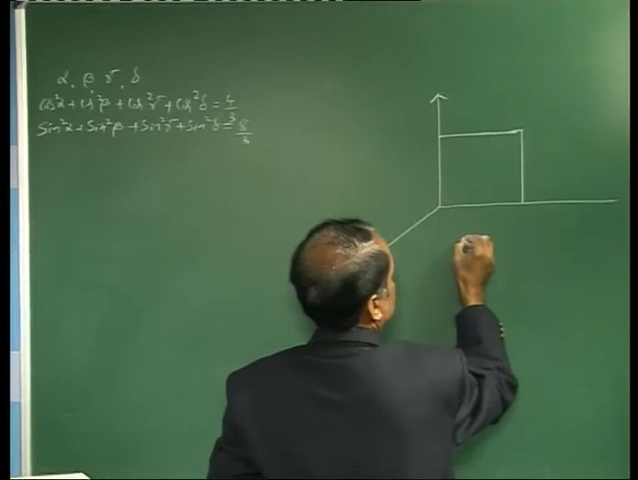 α, β, γ, δ
cos²α + cos²β + cos²γ + cos²δ = 4/3
Sin²α + Sin²β + Sin²γ + Sin²δ = 8/3